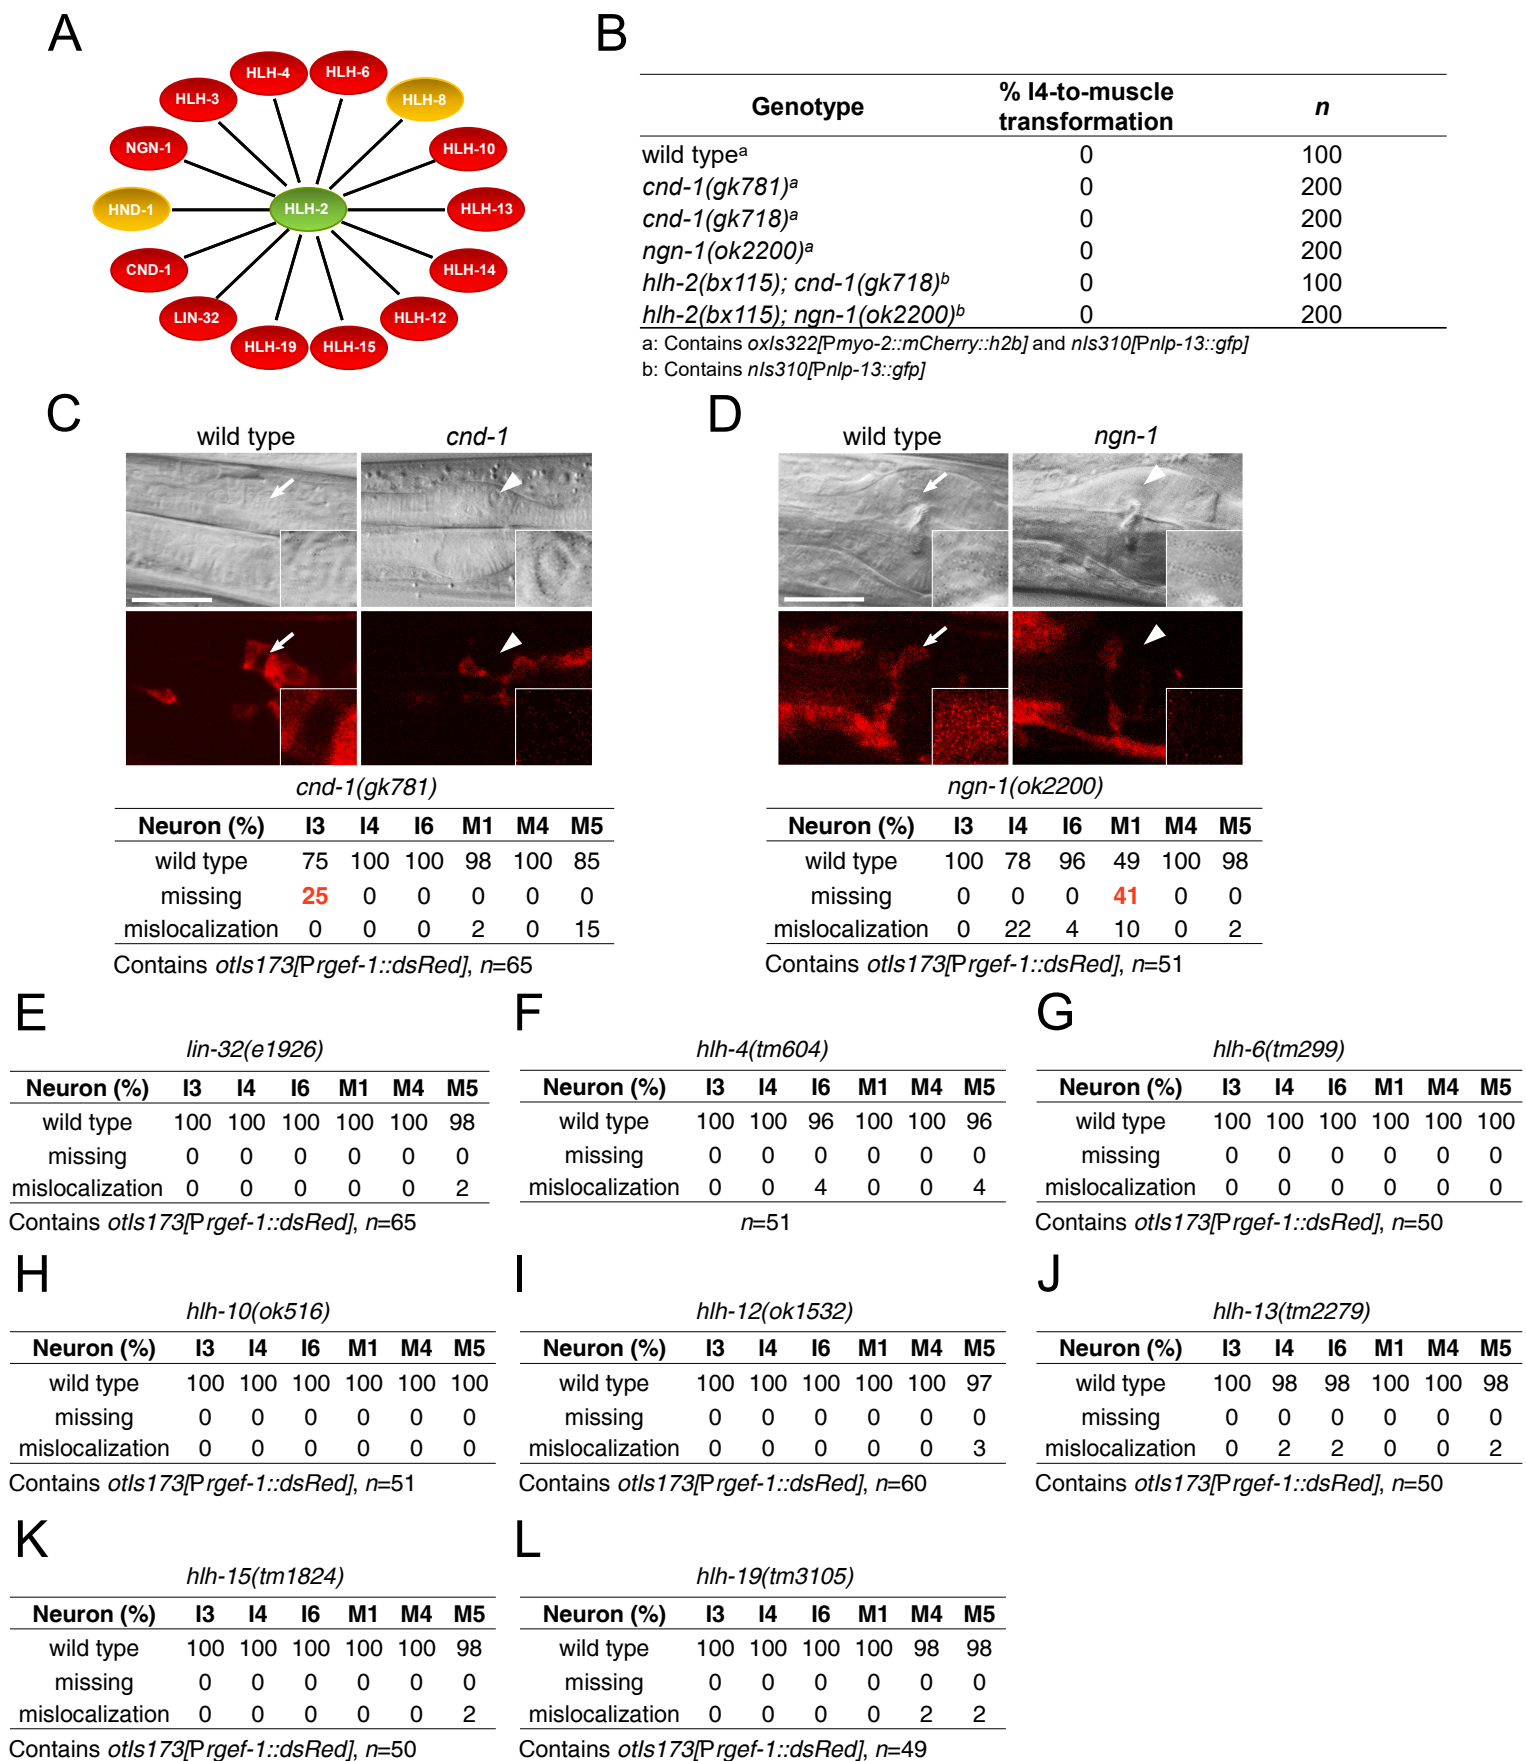 A
HLH-4
HLH-6
HLH-3
HLH-8
NGN-1
HLH-10
HND-1
HLH-2
HLH-13
CND-1
HLH-14
LIN-32
HLH-12
HLH-19
HLH-15
B
Genotype % I4-to-muscle transformation n
wild typeᵃ 0 100
cnd-1(gk781)ᵃ 0 200
cnd-1(gk718)ᵃ 0 200
ngn-1(ok2200)ᵃ 0 200
hlh-2(bx115); cnd-1(gk718)ᵇ 0 100
hlh-2(bx115); ngn-1(ok2200)ᵇ 0 200
a: Contains oxIs322[Pmyo-2::mCherry::h2b] and nIs310[Pnlp-13::gfp]
b: Contains nIs310[Pnlp-13::gfp]
C
wild type cnd-1
cnd-1(gk781)
Neuron (%) I3 I4 I6 M1 M4 M5
wild type 75 100 100 98 100 85
missing 25 0 0 0 0 0
mislocalization 0 0 0 2 0 15
Contains otIs173[Prgef-1::dsRed], n=65
D
wild type ngn-1
ngn-1(ok2200)
Neuron (%) I3 I4 I6 M1 M4 M5
wild type 100 78 96 49 100 98
missing 0 0 0 41 0 0
mislocalization 0 22 4 10 0 2
Contains otIs173[Prgef-1::dsRed], n=51
E
lin-32(e1926)
Neuron (%) I3 I4 I6 M1 M4 M5
wild type 100 100 100 100 100 98
missing 0 0 0 0 0 0
mislocalization 0 0 0 0 0 2
Contains otIs173[Prgef-1::dsRed], n=65
F
hlh-4(tm604)
Neuron (%) I3 I4 I6 M1 M4 M5
wild type 100 100 96 100 100 96
missing 0 0 0 0 0 0
mislocalization 0 0 4 0 0 4
n=51
G
hlh-6(tm299)
Neuron (%) I3 I4 I6 M1 M4 M5
wild type 100 100 100 100 100 100
missing 0 0 0 0 0 0
mislocalization 0 0 0 0 0 0
Contains otIs173[Prgef-1::dsRed], n=50
H
hlh-10(ok516)
Neuron (%) I3 I4 I6 M1 M4 M5
wild type 100 100 100 100 100 100
missing 0 0 0 0 0 0
mislocalization 0 0 0 0 0 0
Contains otIs173[Prgef-1::dsRed], n=51
I
hlh-12(ok1532)
Neuron (%) I3 I4 I6 M1 M4 M5
wild type 100 100 100 100 100 97
missing 0 0 0 0 0 0
mislocalization 0 0 0 0 0 3
Contains otIs173[Prgef-1::dsRed], n=60
J
hlh-13(tm2279)
Neuron (%) I3 I4 I6 M1 M4 M5
wild type 100 98 98 100 100 98
missing 0 0 0 0 0 0
mislocalization 0 2 2 0 0 2
Contains otIs173[Prgef-1::dsRed], n=50
K
hlh-15(tm1824)
Neuron (%) I3 I4 I6 M1 M4 M5
wild type 100 100 100 100 100 98
missing 0 0 0 0 0 0
mislocalization 0 0 0 0 0 2
Contains otIs173[Prgef-1::dsRed], n=50
L
hlh-19(tm3105)
Neuron (%) I3 I4 I6 M1 M4 M5
wild type 100 100 100 100 98 98
missing 0 0 0 0 0 0
mislocalization 0 0 0 0 2 2
Contains otIs173[Prgef-1::dsRed], n=49